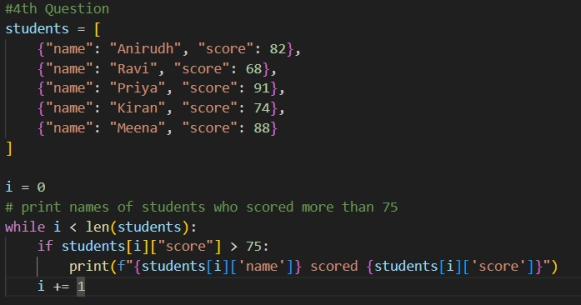 #4th Question
students = [
    {"name": "Anirudh", "score": 82},
    {"name": "Ravi", "score": 68},
    {"name": "Priya", "score": 91},
    {"name": "Kiran", "score": 74},
    {"name": "Meena", "score": 88}
]

i = 0
# print names of students who scored more than 75
while i < len(students):
    if students[i]["score"] > 75:
        print(f"{students[i]['name']} scored {students[i]['score']}")
    i += 1